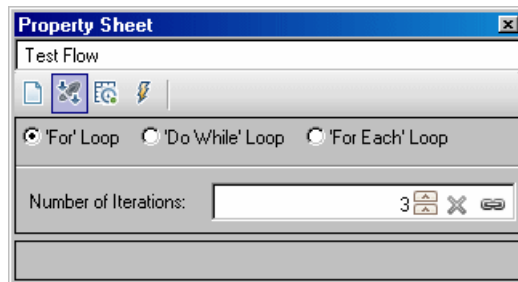 Property Sheet
Test Flow
'For' Loop 'Do While' Loop 'For Each' Loop
Number of Iterations: 3